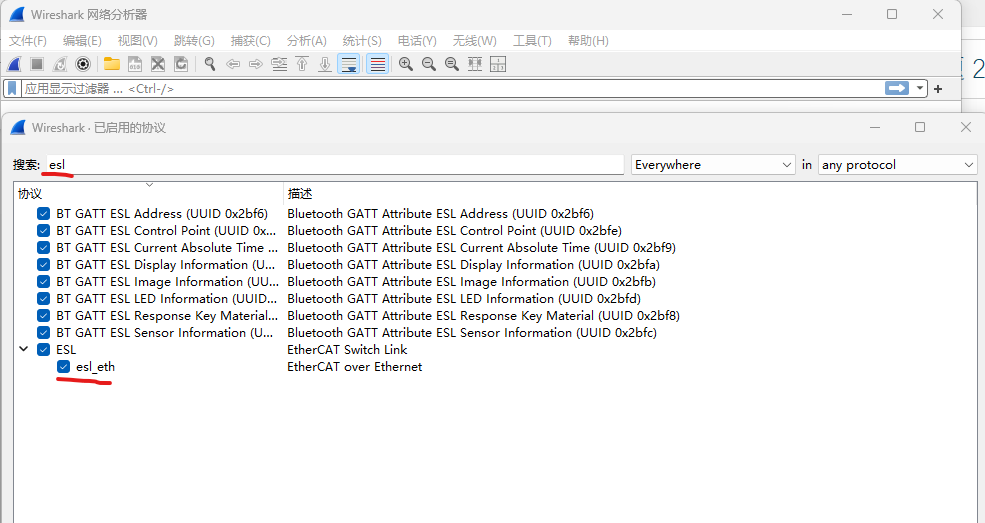 Wireshark 网络分析器
文件(F) 编辑(E) 视图(V) 跳转(G) 捕获(C) 分析(A) 统计(S) 电话(Y) 无线(W) 工具(T) 帮助(H)
应用显示过滤器 … <Ctrl-/>
2
Wireshark · 已启用的协议
搜索: esl Everywhere in any protocol
协议 描述
BT GATT ESL Address (UUID 0x2bf6) Bluetooth GATT Attribute ESL Address (UUID 0x2bf6)
BT GATT ESL Control Point (UUID 0x... Bluetooth GATT Attribute ESL Control Point (UUID 0x2bfe)
BT GATT ESL Current Absolute Time ... Bluetooth GATT Attribute ESL Current Absolute Time (UUID 0x2bf9)
BT GATT ESL Display Information (U... Bluetooth GATT Attribute ESL Display Information (UUID 0x2bfa)
BT GATT ESL Image Information (UU... Bluetooth GATT Attribute ESL Image Information (UUID 0x2bfb)
BT GATT ESL LED Information (UUID... Bluetooth GATT Attribute ESL LED Information (UUID 0x2bfd)
BT GATT ESL Response Key Material... Bluetooth GATT Attribute ESL Response Key Material (UUID 0x2bf8)
BT GATT ESL Sensor Information (U... Bluetooth GATT Attribute ESL Sensor Information (UUID 0x2bfc)
ESL EtherCAT Switch Link
esl_eth EtherCAT over Ethernet